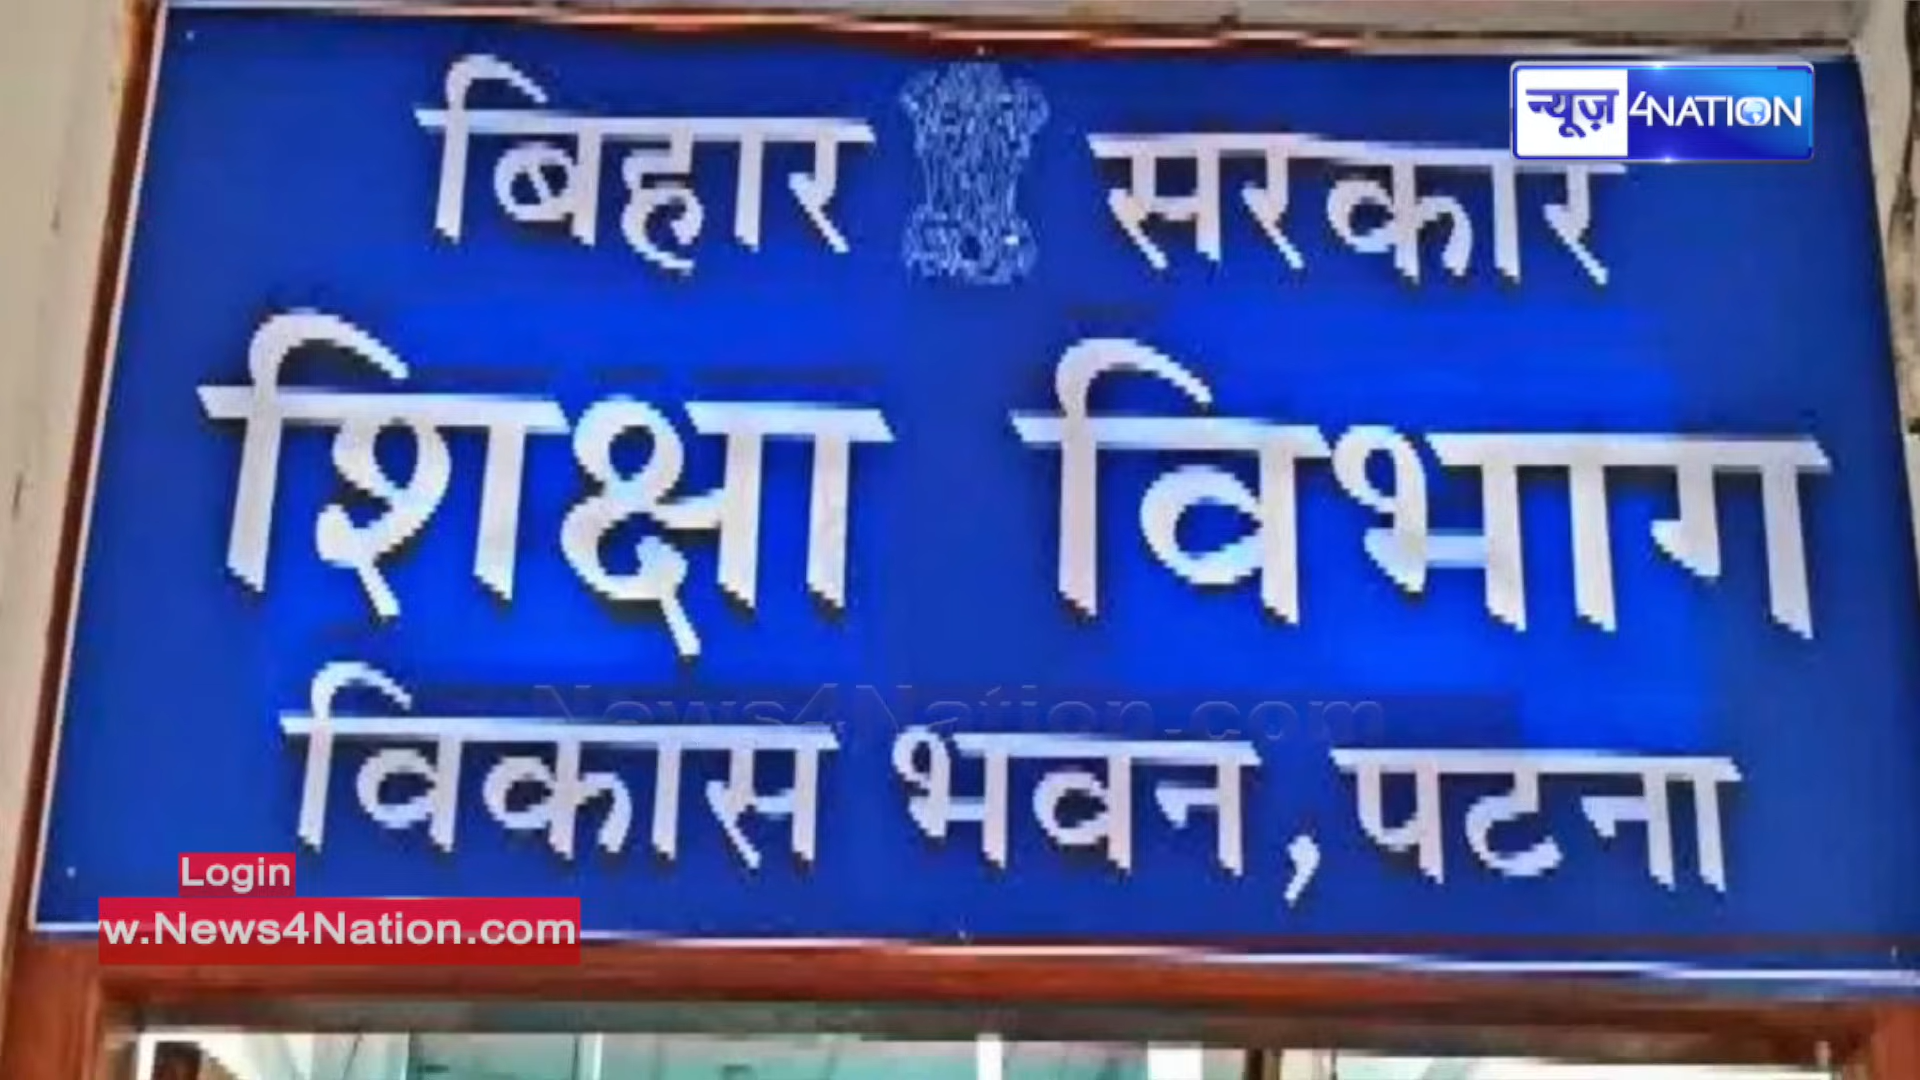 बिहार सरकार
न्यूज़ 4NATION
शिक्षा विभाग
News4Nation.com
विकास भवन, पटना
Login
w.News4Nation.com